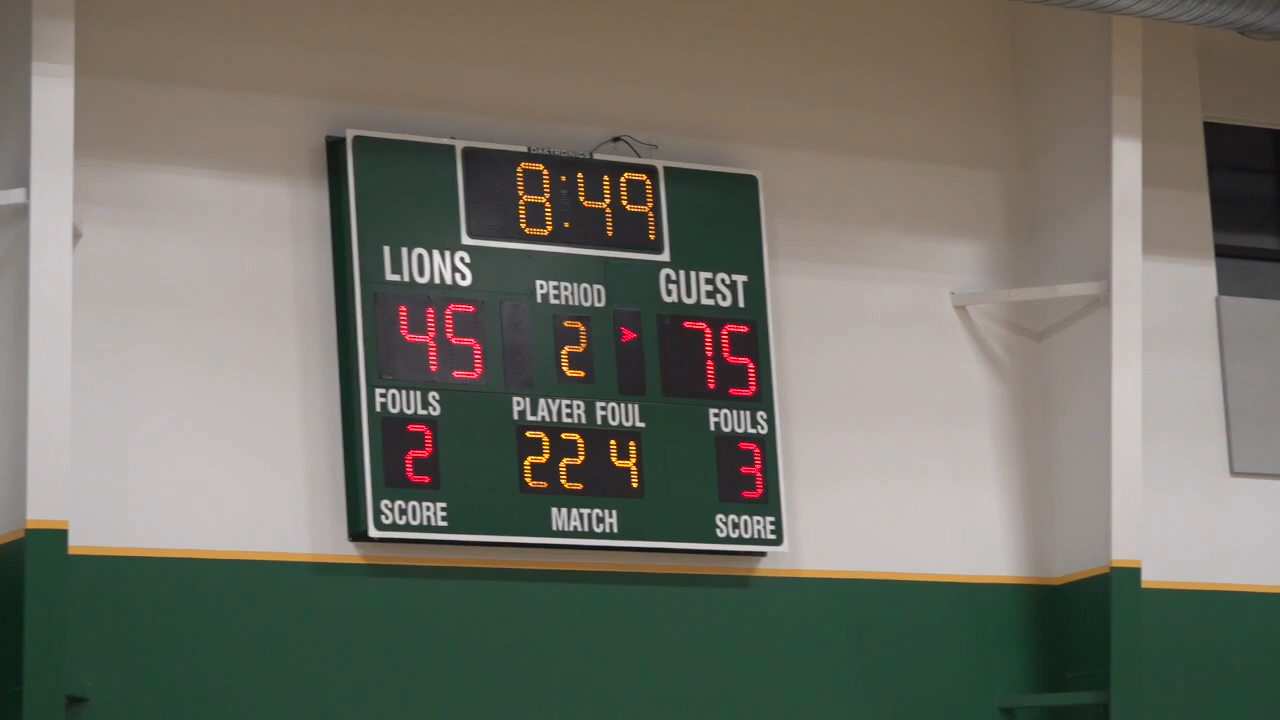 DAKTRONICS
8:49
LIONS PERIOD GUEST
45 2 > 75
FOULS PLAYER FOUL FOULS
2 22 4 3
SCORE MATCH SCORE